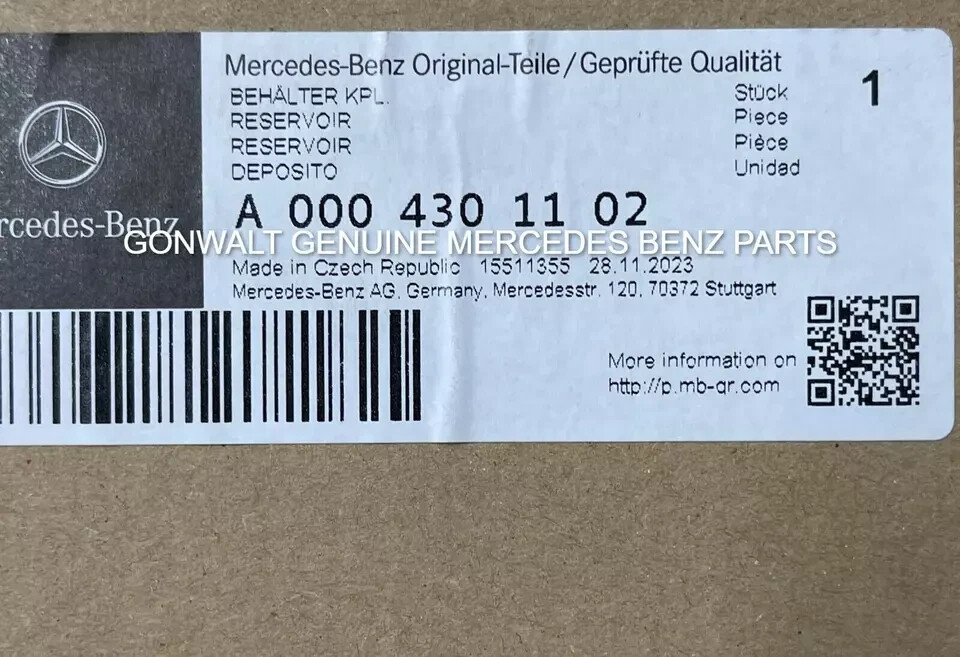 Mercedes-Benz Original-Teile/Geprüfte Qualität
BEHÄLTER KPL. Stück 1
RESERVOIR Piece
RESERVOIR Pièce
DEPOSITO Unidad
A 000 430 11 02
rcedes-Benz
GONWALT GENUINE MERCEDES BENZ PARTS
Made in Czech Republic 15511355 28.11.2023
Mercedes-Benz AG, Germany, Mercedesstr. 120, 70372 Stuttgart
More information on
http://p.mb-qr.com